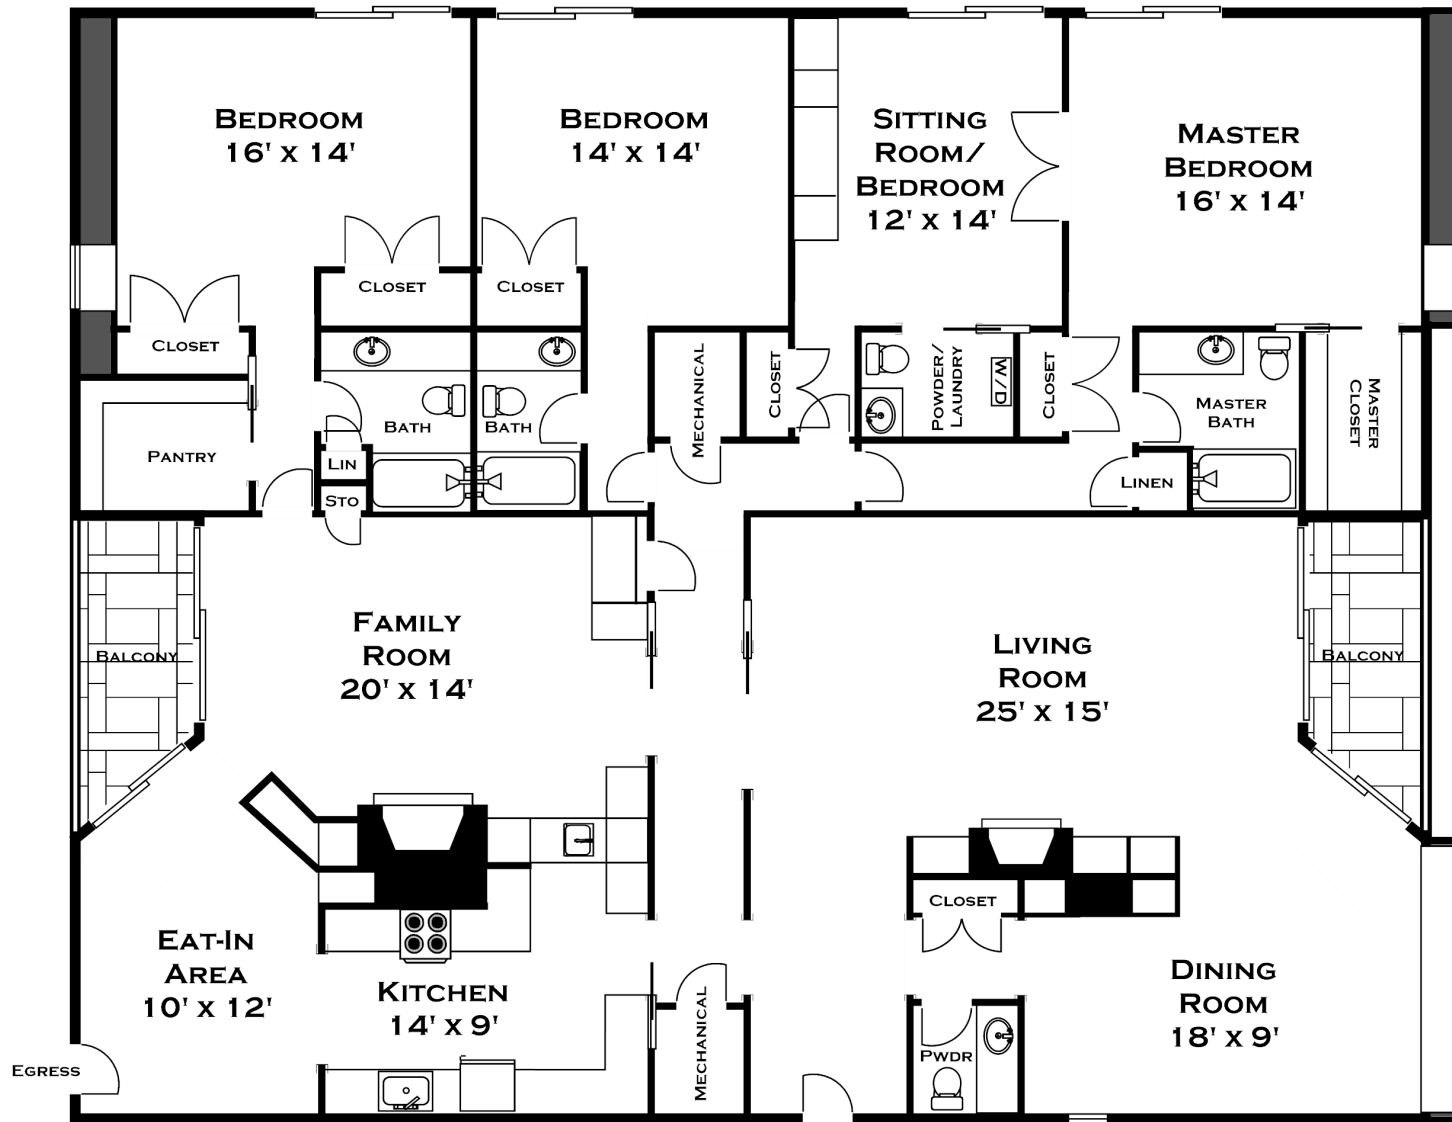 BEDROOM
16' X 14'
BEDROOM
14' X 14'
SITTING
ROOM/
BEDROOM
12' X 14'
MASTER
BEDROOM
16' X 14'
CLOSET
CLOSET
CLOSET
PANTRY
BATH
BATH
LIN
STO
MECHANICAL
CLOSET
POWDER/
LAUNDRY
W/D
CLOSET
MASTER
BATH
LINEN
MASTER
CLOSET
BALCONY
FAMILY
ROOM
20' X 14'
LIVING
ROOM
25' X 15'
BALCONY
EAT-IN
AREA
10' X 12'
KITCHEN
14' X 9'
MECHANICAL
CLOSET
PWDR
DINING
ROOM
18' X 9'
EGRESS